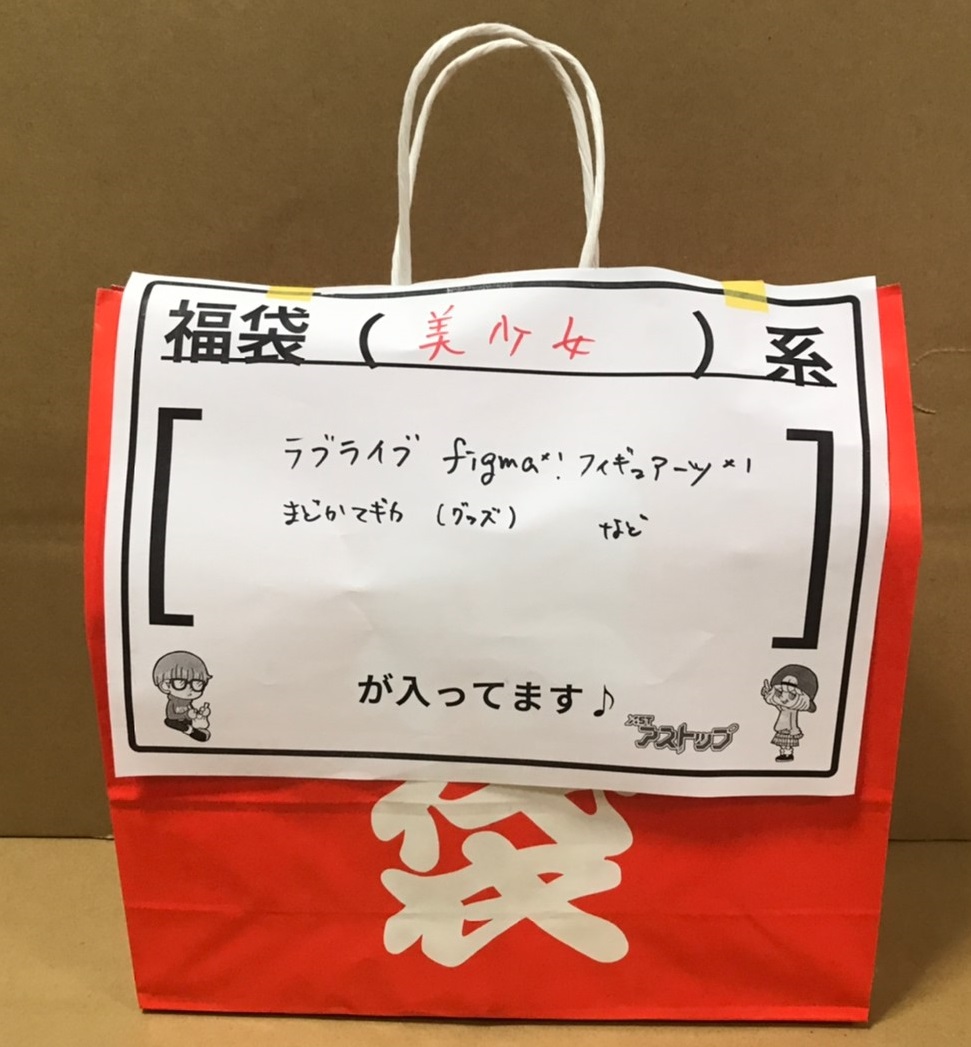 福袋（美少女）系
ラブライブ figma×1 フィギュアーツ×1
まどかマギカ（グッズ） など
が入ってます♪
アストップ
袋